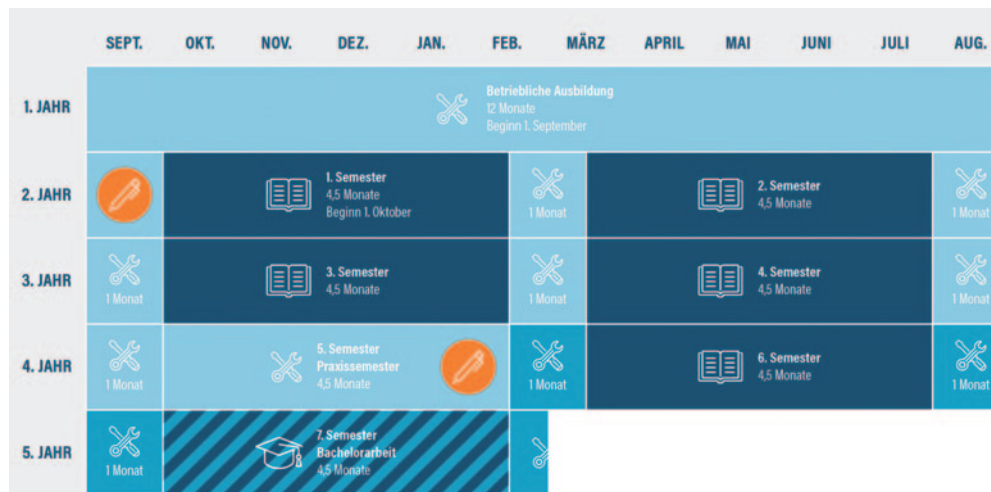 SEPT. OKT. NOV. DEZ. JAN. FEB. MÄRZ APRIL MAI JUNI JULI AUG.
1. JAHR
Betriebliche Ausbildung
12 Monate
Beginn 1. September
2. JAHR
1. Semester
4,5 Monate
Beginn 1. Oktober
1 Monat
2. Semester
4,5 Monate
1 Monat
3. JAHR
1 Monat
3. Semester
4,5 Monate
1 Monat
4. Semester
4,5 Monate
1 Monat
4. JAHR
1 Monat
5. Semester
Praxissemester
4,5 Monate
1 Monat
6. Semester
4,5 Monate
1 Monat
5. JAHR
1 Monat
7. Semester
Bachelorarbeit
4,5 Monate